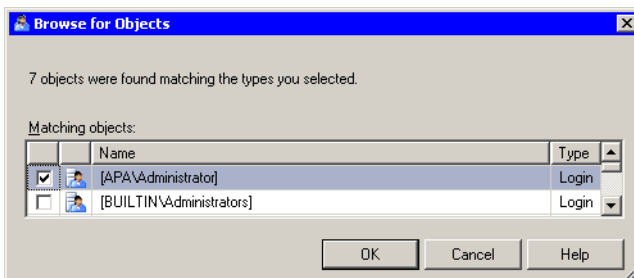 Browse for Objects
7 objects were found matching the types you selected.
Matching objects:
Name Type
[APA\Administrator] Login
[BUILTIN\Administrators] Login
OK Cancel Help